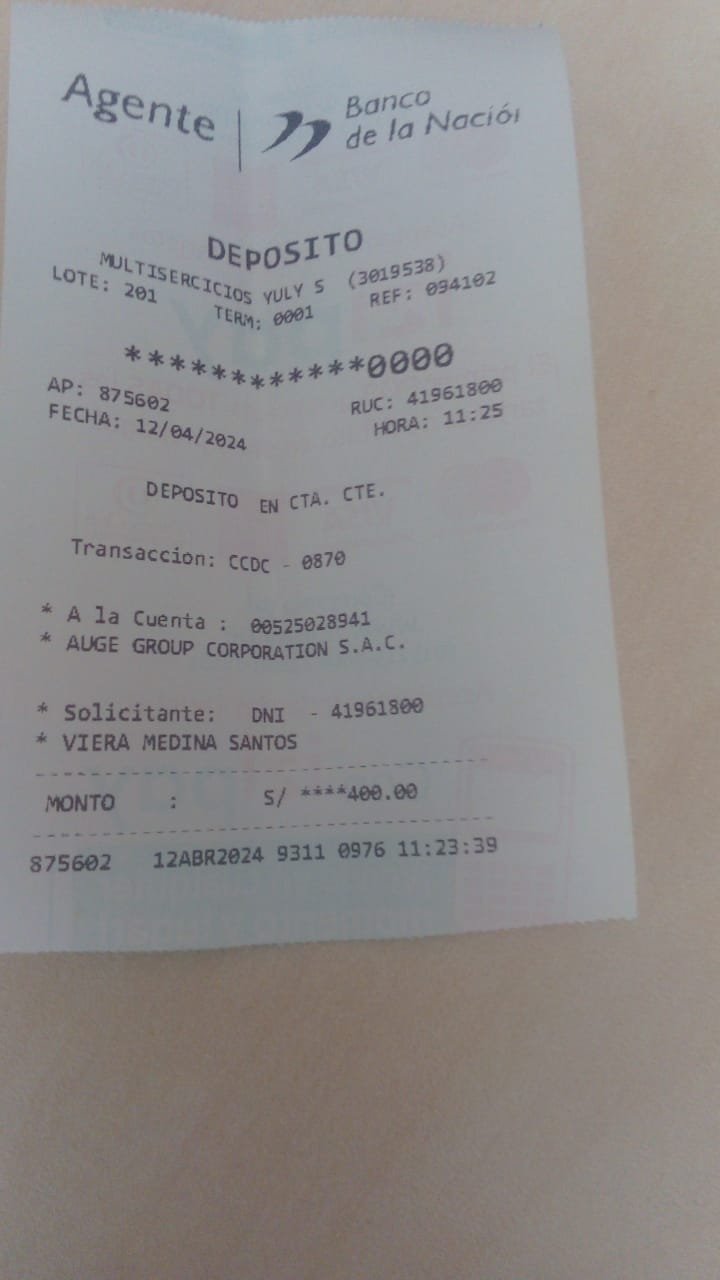 Agente | Banco
de la Nación
DEPOSITO
MULTISERCICIOS YULY S (3019538)
LOTE: 201 TERM: 0001 REF: 094102
************0000
AP: 875602 RUC: 41961800
FECHA: 12/04/2024 HORA: 11:25
DEPOSITO EN CTA. CTE.
Transaccion: CCDC - 0870
* A la Cuenta : 00525028941
* AUGE GROUP CORPORATION S.A.C.
* Solicitante: DNI - 41961800
* VIERA MEDINA SANTOS
MONTO : S/ ****400.00
875602 12ABR2024 9311 0976 11:23:39